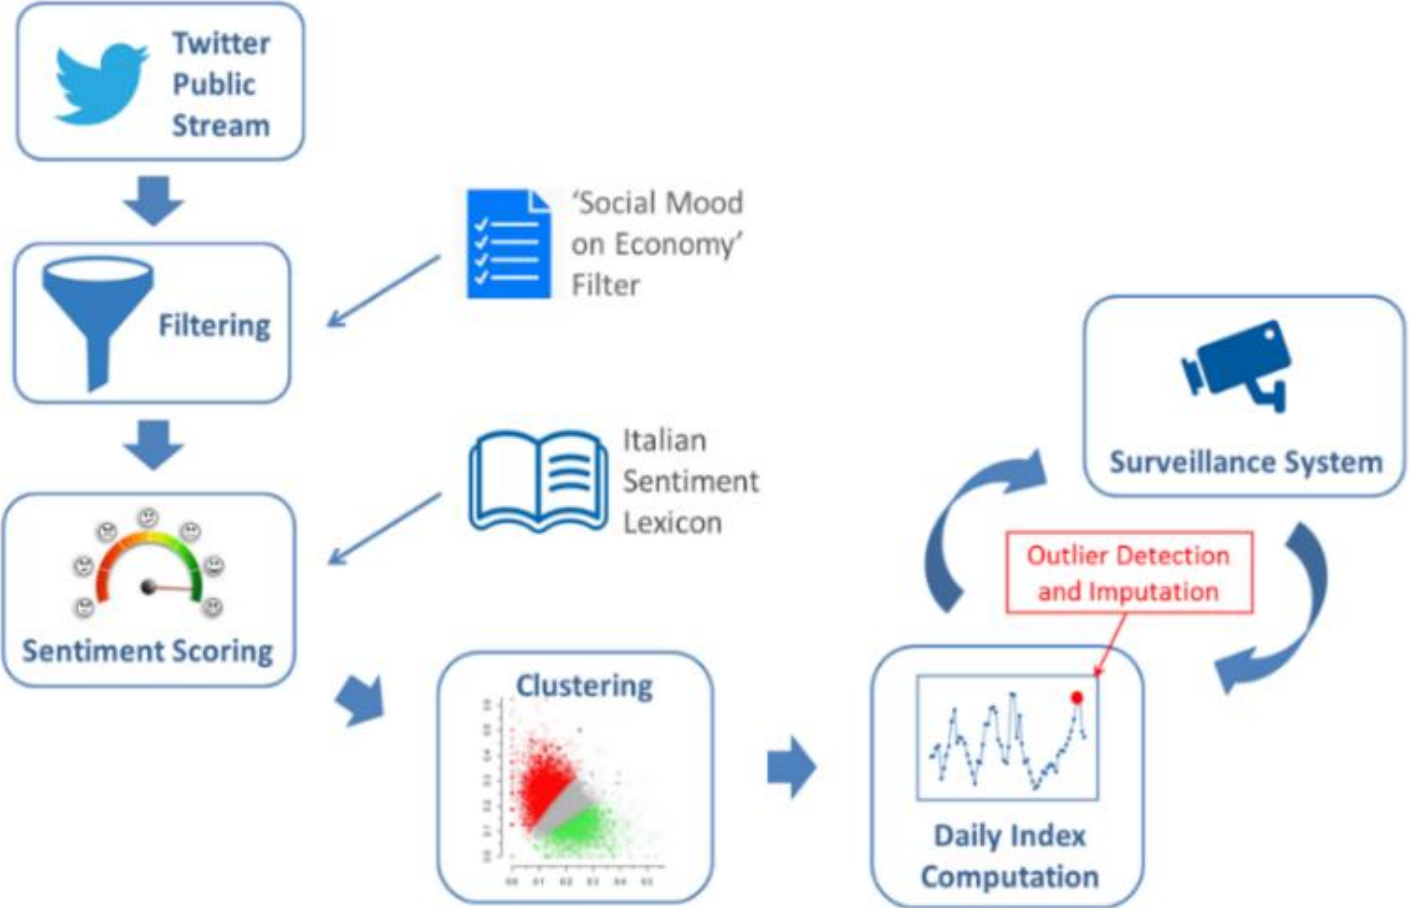 Twitter
Public
Stream
'Social Mood
on Economy'
Filter
Filtering
Italian
Sentiment
Lexicon
Sentiment Scoring
Surveillance System
Outlier Detection
and Imputation
Clustering
Daily Index
Computation